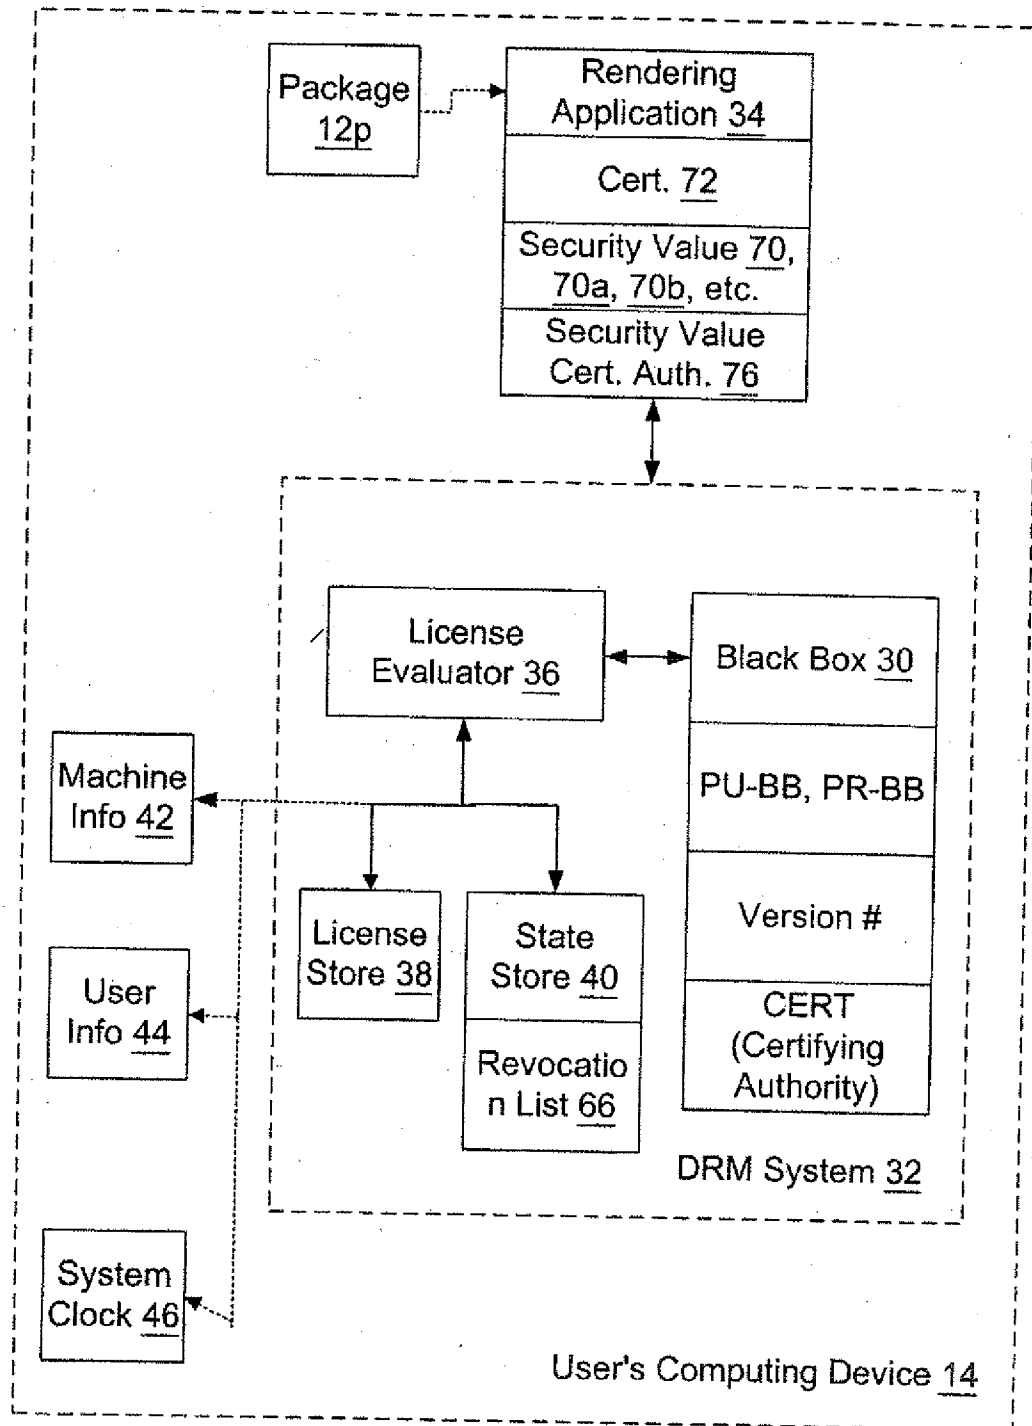 Package
12p
Rendering
Application 34
Cert. 72
Security Value 70,
70a, 70b, etc.
Security Value
Cert. Auth. 76
License
Evaluator 36
Black Box 30
PU-BB, PR-BB
Version #
CERT
(Certifying
Authority)
Machine
Info 42
License
Store 38
State
Store 40
Revocatio
n List 66
User
Info 44
DRM System 32
System
Clock 46
User's Computing Device 14